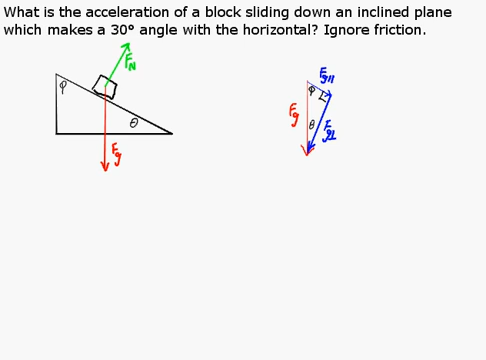 What is the acceleration of a block sliding down an inclined plane
which makes a 30° angle with the horizontal? Ignore friction.
F_N
φ
θ
F_g
F_g||
φ
F_g
θ
F_g⊥